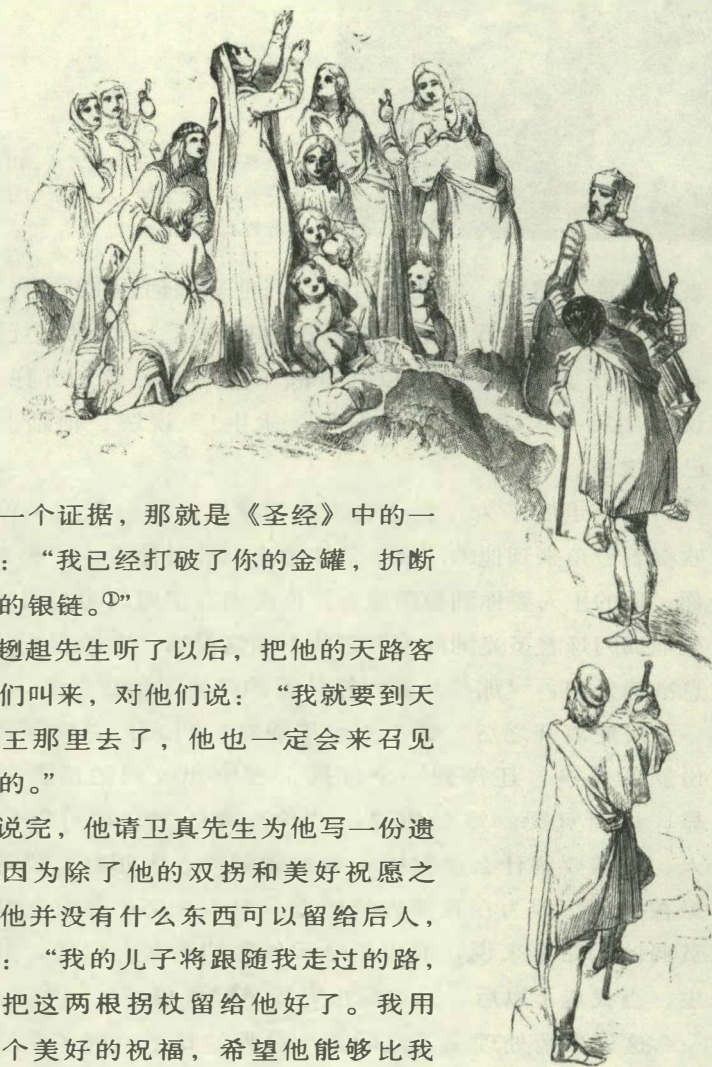 一个证据，那就是《圣经》中的一
：“我已经打破了你的金罐，折断
的银链。①”
趔趄先生听了以后，把他的天路客
们叫来，对他们说：“我就要到天
王那里去了，他也一定会来召见
的。”
说完，他请卫真先生为他写一份遗
因为除了他的双拐和美好祝愿之
他并没有什么东西可以留给后人，
：“我的儿子将跟随我走过的路，
把这两根拐杖留给他好了。我用
个美好的祝福，希望他能够比我